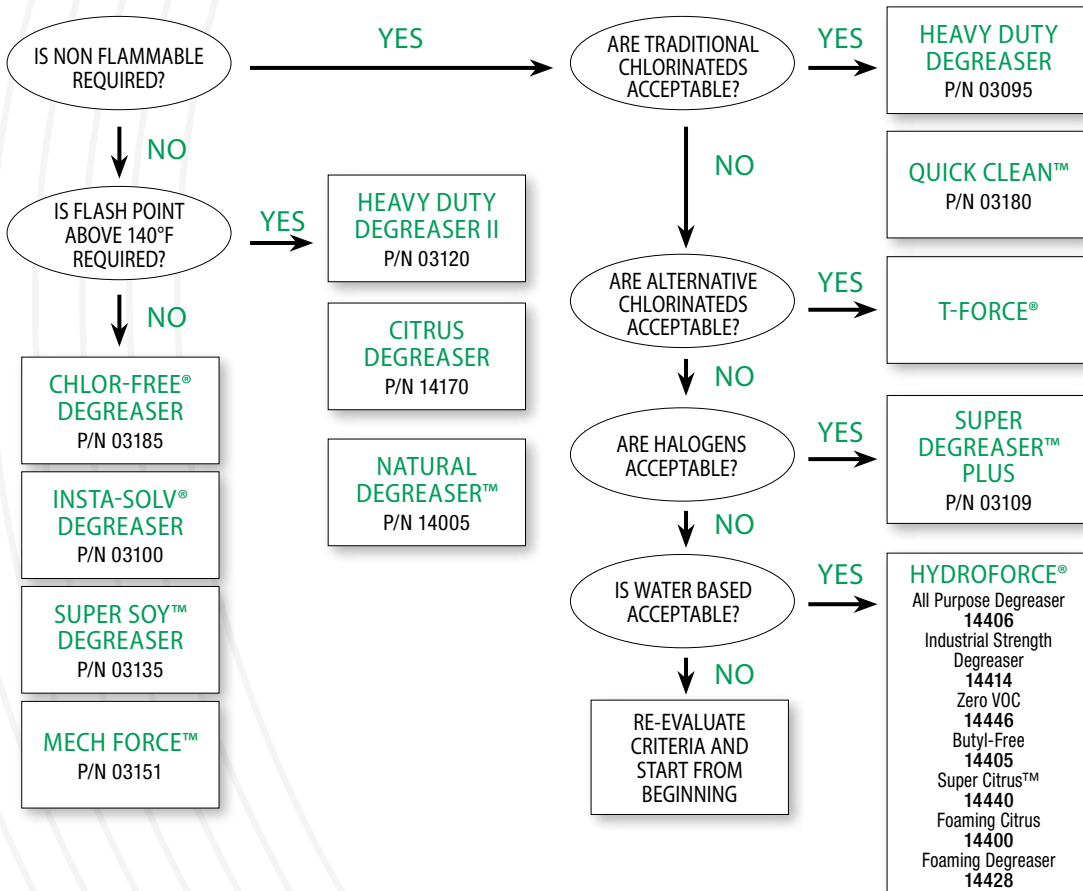 IS NON FLAMMABLE
REQUIRED?
YES
ARE TRADITIONAL
CHLORINATEDS
ACCEPTABLE?
YES
HEAVY DUTY
DEGREASER
P/N 03095
QUICK CLEAN™
P/N 03180
NO
NO
IS FLASH POINT
ABOVE 140°F
REQUIRED?
YES
HEAVY DUTY
DEGREASER II
P/N 03120
CITRUS
DEGREASER
P/N 14170
NATURAL
DEGREASER™
P/N 14005
NO
CHLOR-FREE®
DEGREASER
P/N 03185
INSTA-SOLV®
DEGREASER
P/N 03100
SUPER SOY™
DEGREASER
P/N 03135
MECH FORCE™
P/N 03151
ARE ALTERNATIVE
CHLORINATEDS
ACCEPTABLE?
YES
T-FORCE®
NO
ARE HALOGENS
ACCEPTABLE?
YES
SUPER
DEGREASER™
PLUS
P/N 03109
NO
IS WATER BASED
ACCEPTABLE?
YES
HYDROFORCE®
All Purpose Degreaser
14406
Industrial Strength
Degreaser
14414
Zero VOC
14446
Butyl-Free
14405
Super Citrus™
14440
Foaming Citrus
14400
Foaming Degreaser
14428
NO
RE-EVALUATE
CRITERIA AND
START FROM
BEGINNING